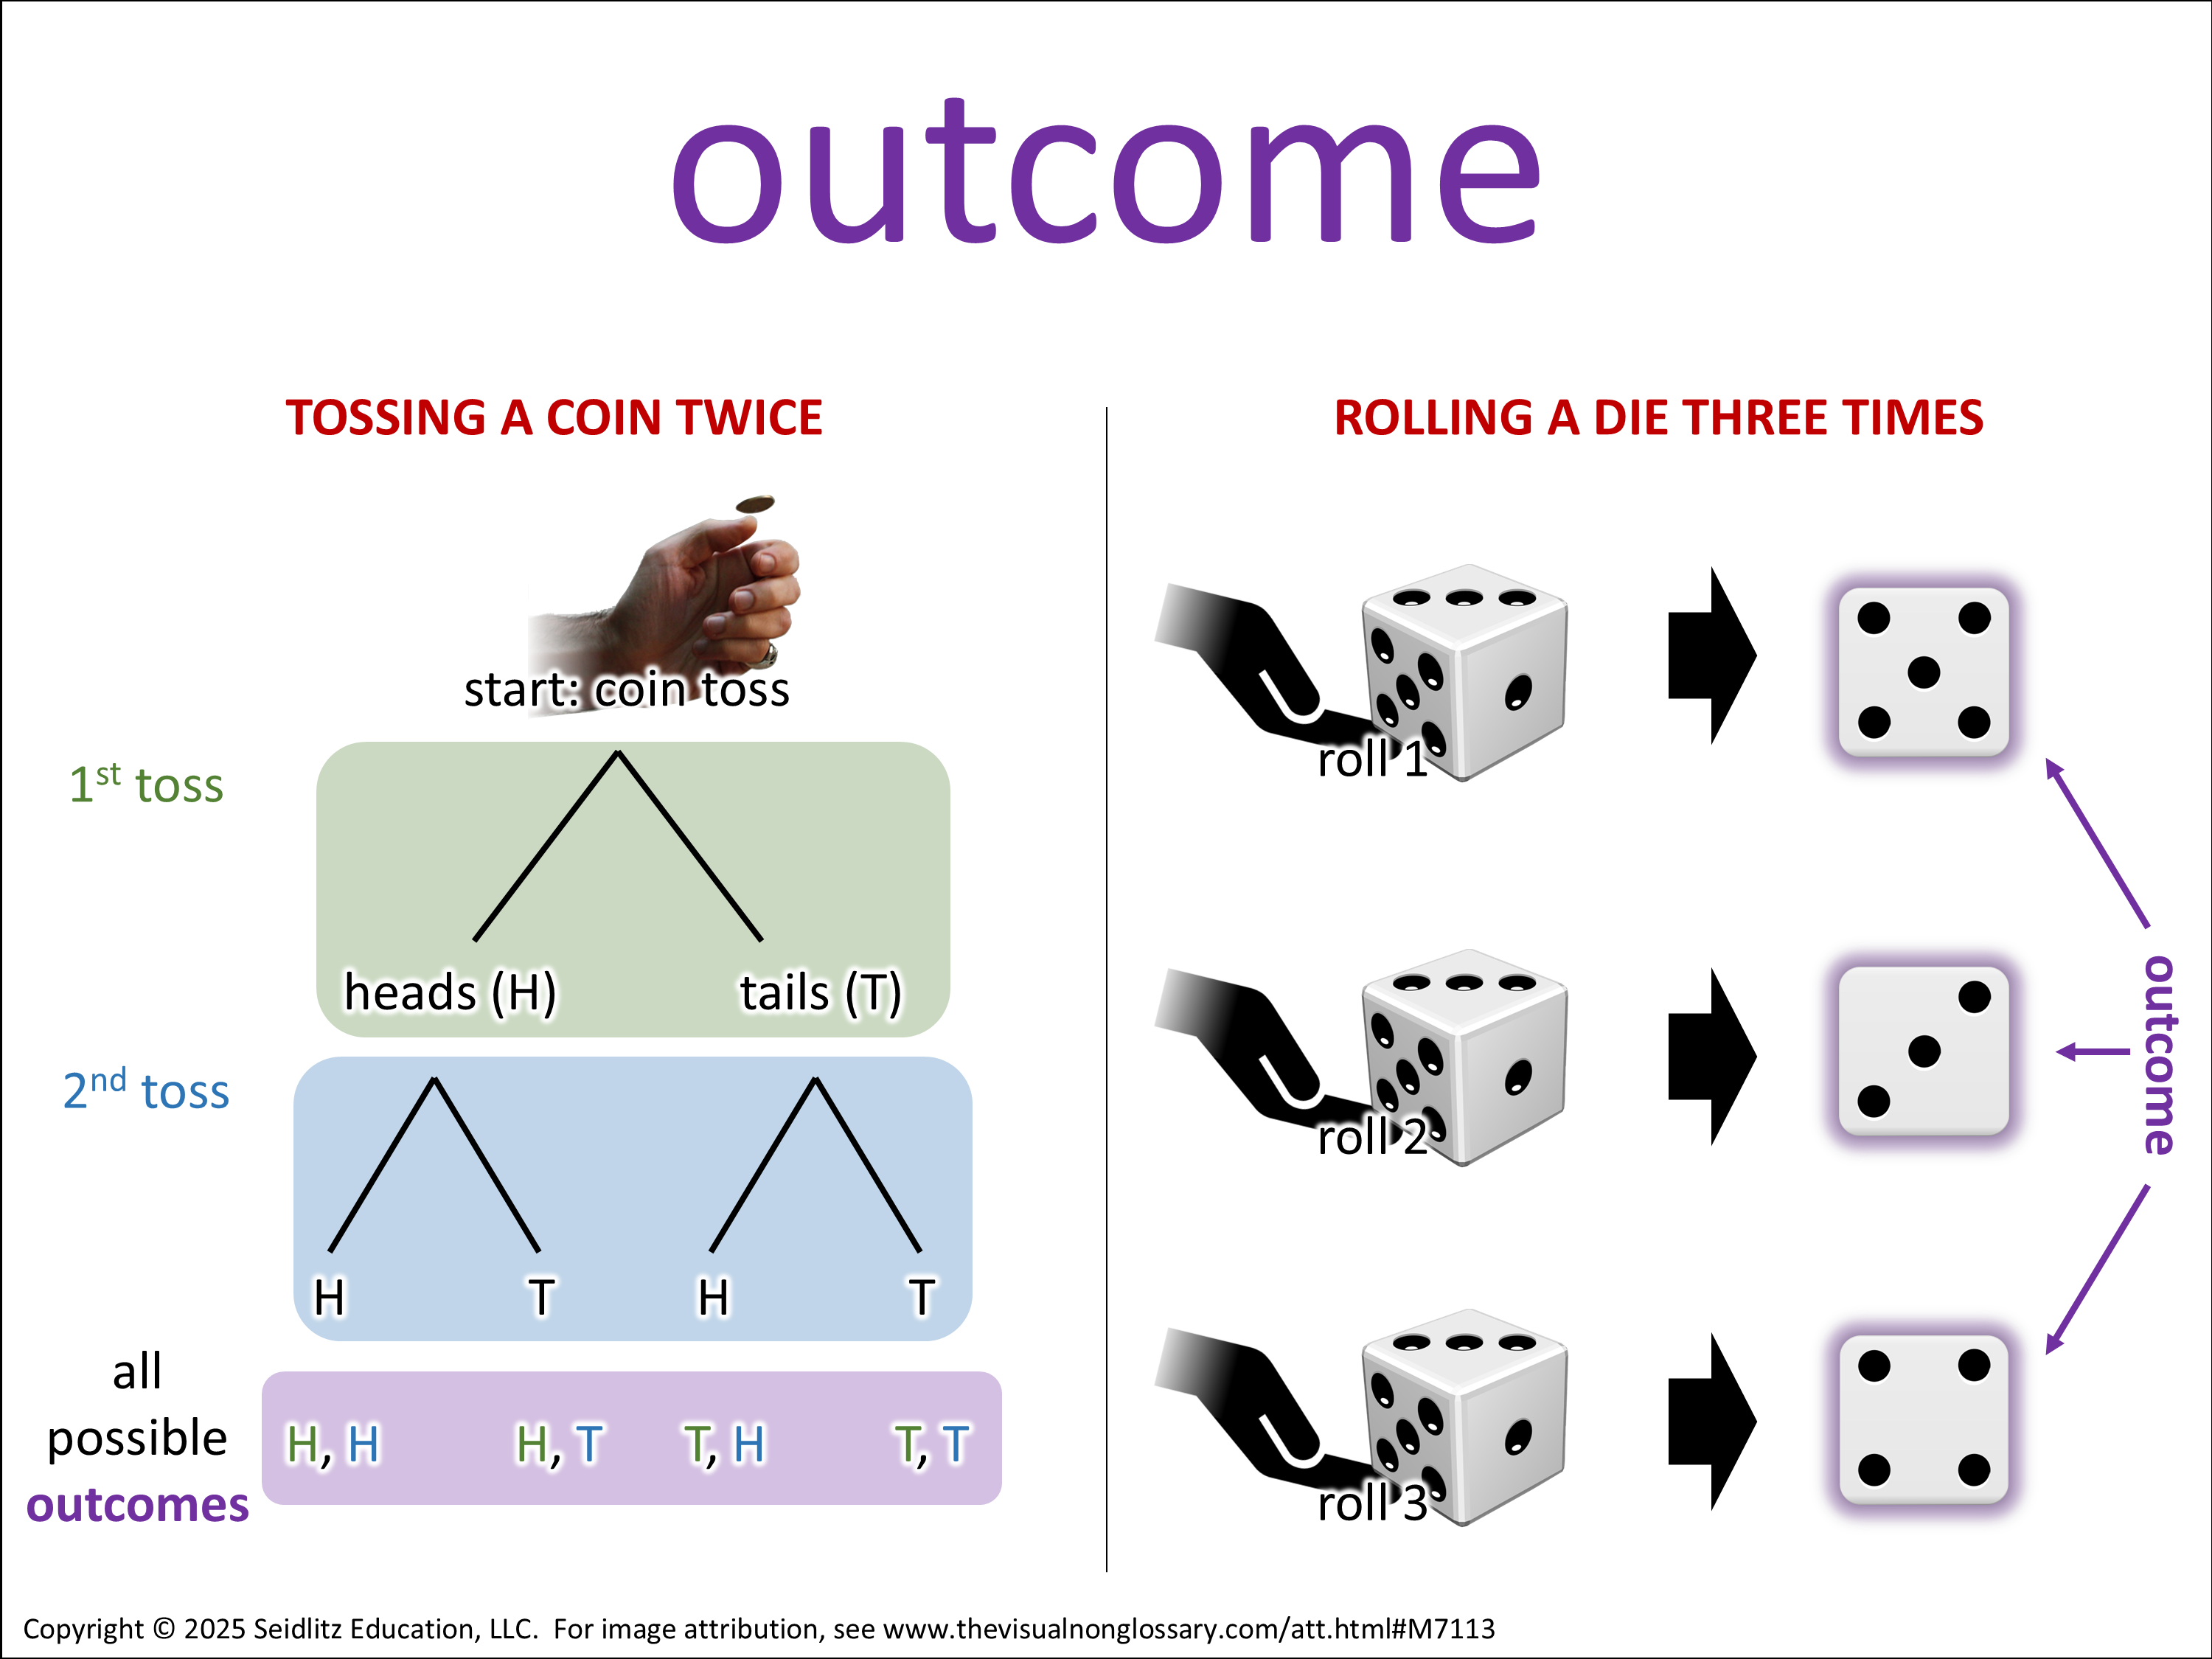 outcome
TOSSING A COIN TWICE
start: coin toss
1st toss
heads (H) tails (T)
2nd toss
H T H T
all
possible
outcomes
H, H H, T T, H T, T
ROLLING A DIE THREE TIMES
roll 1
roll 2
roll 3
outcome
Copyright © 2025 Seidlitz Education, LLC. For image attribution, see www.thevisualnonglossary.com/att.html#M7113